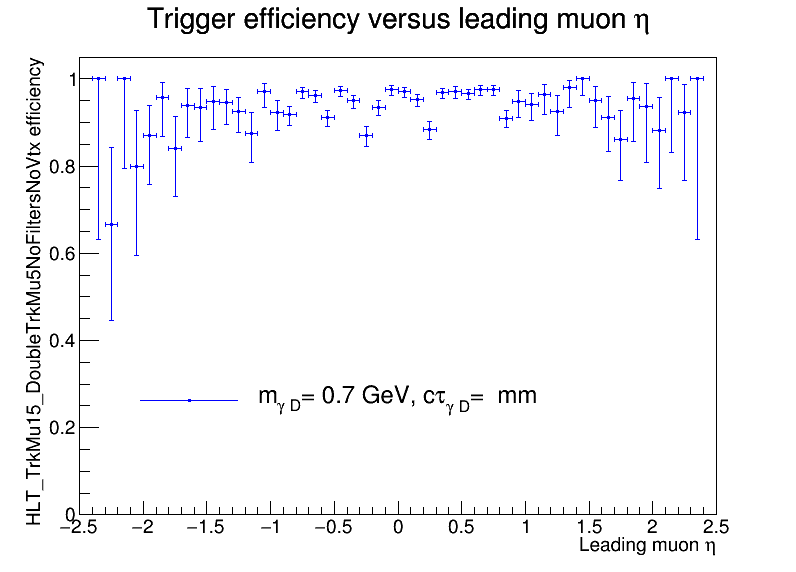 Trigger efficiency versus leading muon η
HLT_TrkMu15_DoubleTrkMu5NoFiltersNoVtx efficiency
1
0.8
0.6
0.4
0.2
0
m_γ D= 0.7 GeV, cτ_γ D=  mm
−2.5 −2 −1.5 −1 −0.5 0 0.5 1 1.5 2 2.5
Leading muon η